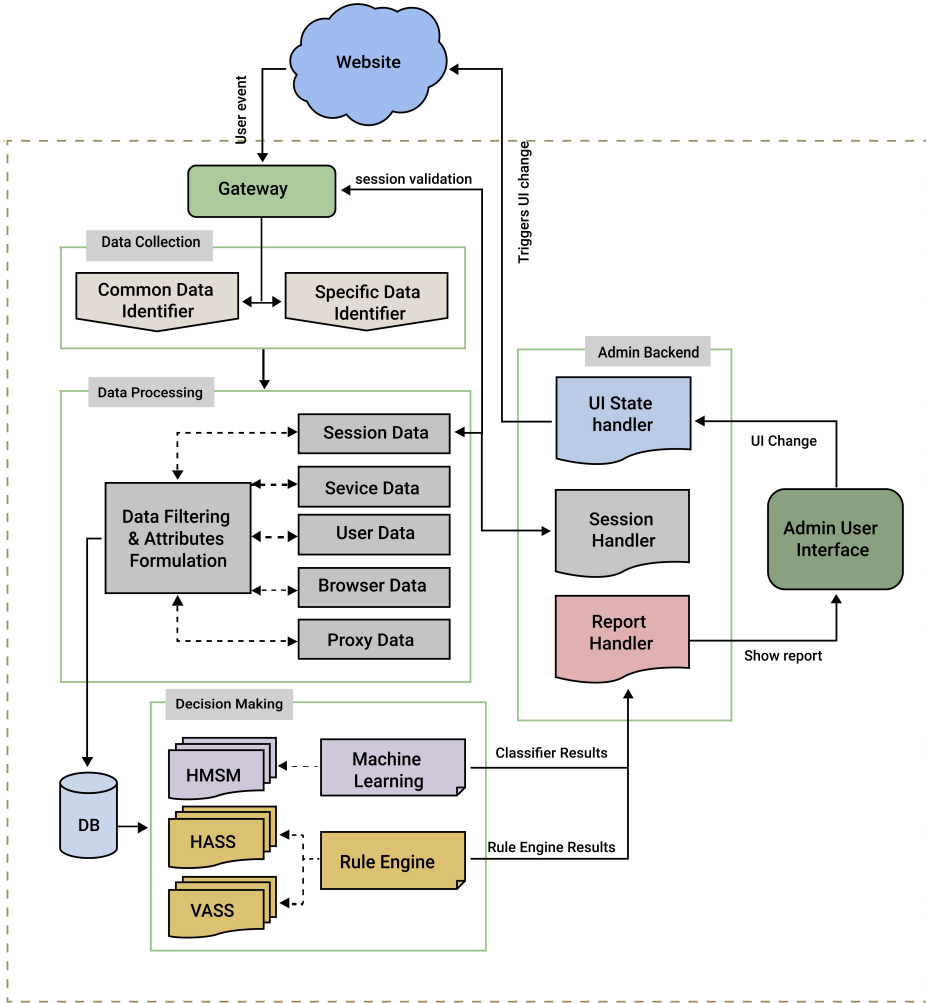 Website
User event
Triggers UI change
Gateway
session validation
Data Collection
Common Data
Identifier
Specific Data
Identifier
Admin Backend
UI State
handler
UI Change
Data Processing
Session Data
Sevice Data
User Data
Browser Data
Proxy Data
Data Filtering
& Attributes
Formulation
Session
Handler
Admin User
Interface
Report
Handler
Show report
Decision Making
HMSM
Machine
Learning
Classifier Results
DB
HASS
Rule Engine
Rule Engine Results
VASS